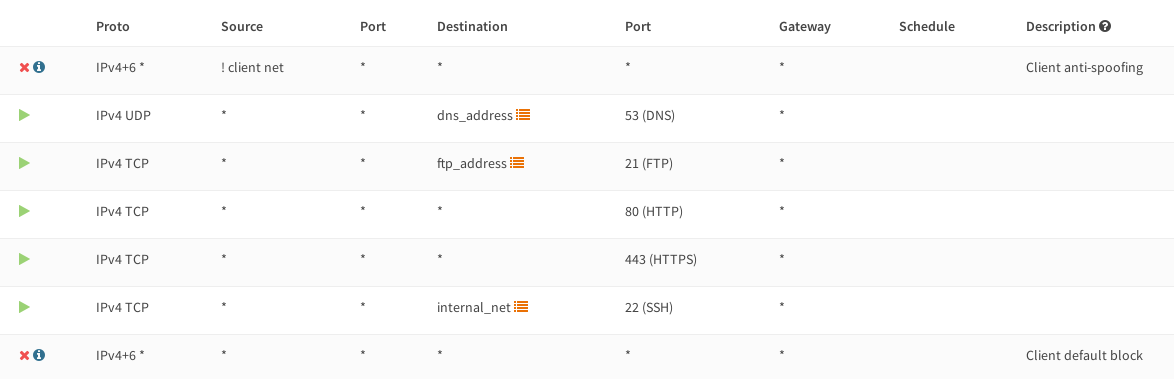 Proto Source Port Destination Port Gateway Schedule Description
IPv4+6 * ! client net * * * * Client anti-spoofing
IPv4 UDP * * dns_address 53 (DNS) *
IPv4 TCP * * ftp_address 21 (FTP) *
IPv4 TCP * * * 80 (HTTP) *
IPv4 TCP * * * 443 (HTTPS) *
IPv4 TCP * * internal_net 22 (SSH) *
IPv4+6 * * * * * * Client default block